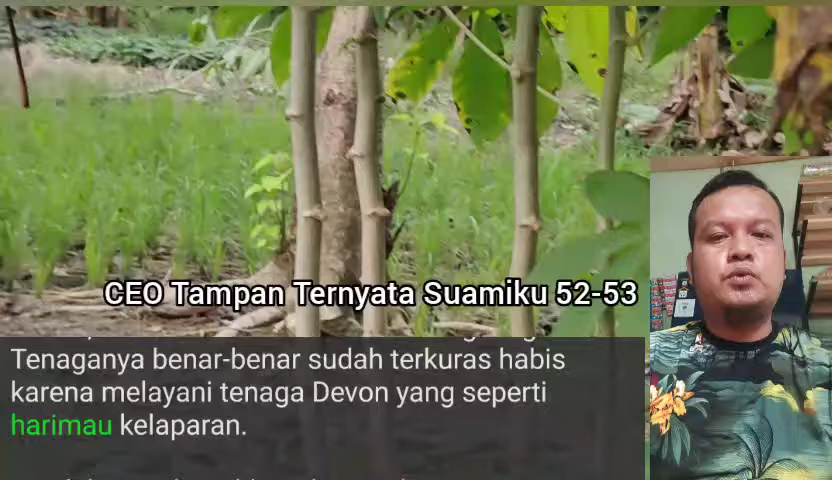 CEO Tampan Ternyata Suamiku 52-53
Tenaganya benar-benar sudah terkuras habis
karena melayani tenaga Devon yang seperti
harimau kelaparan.